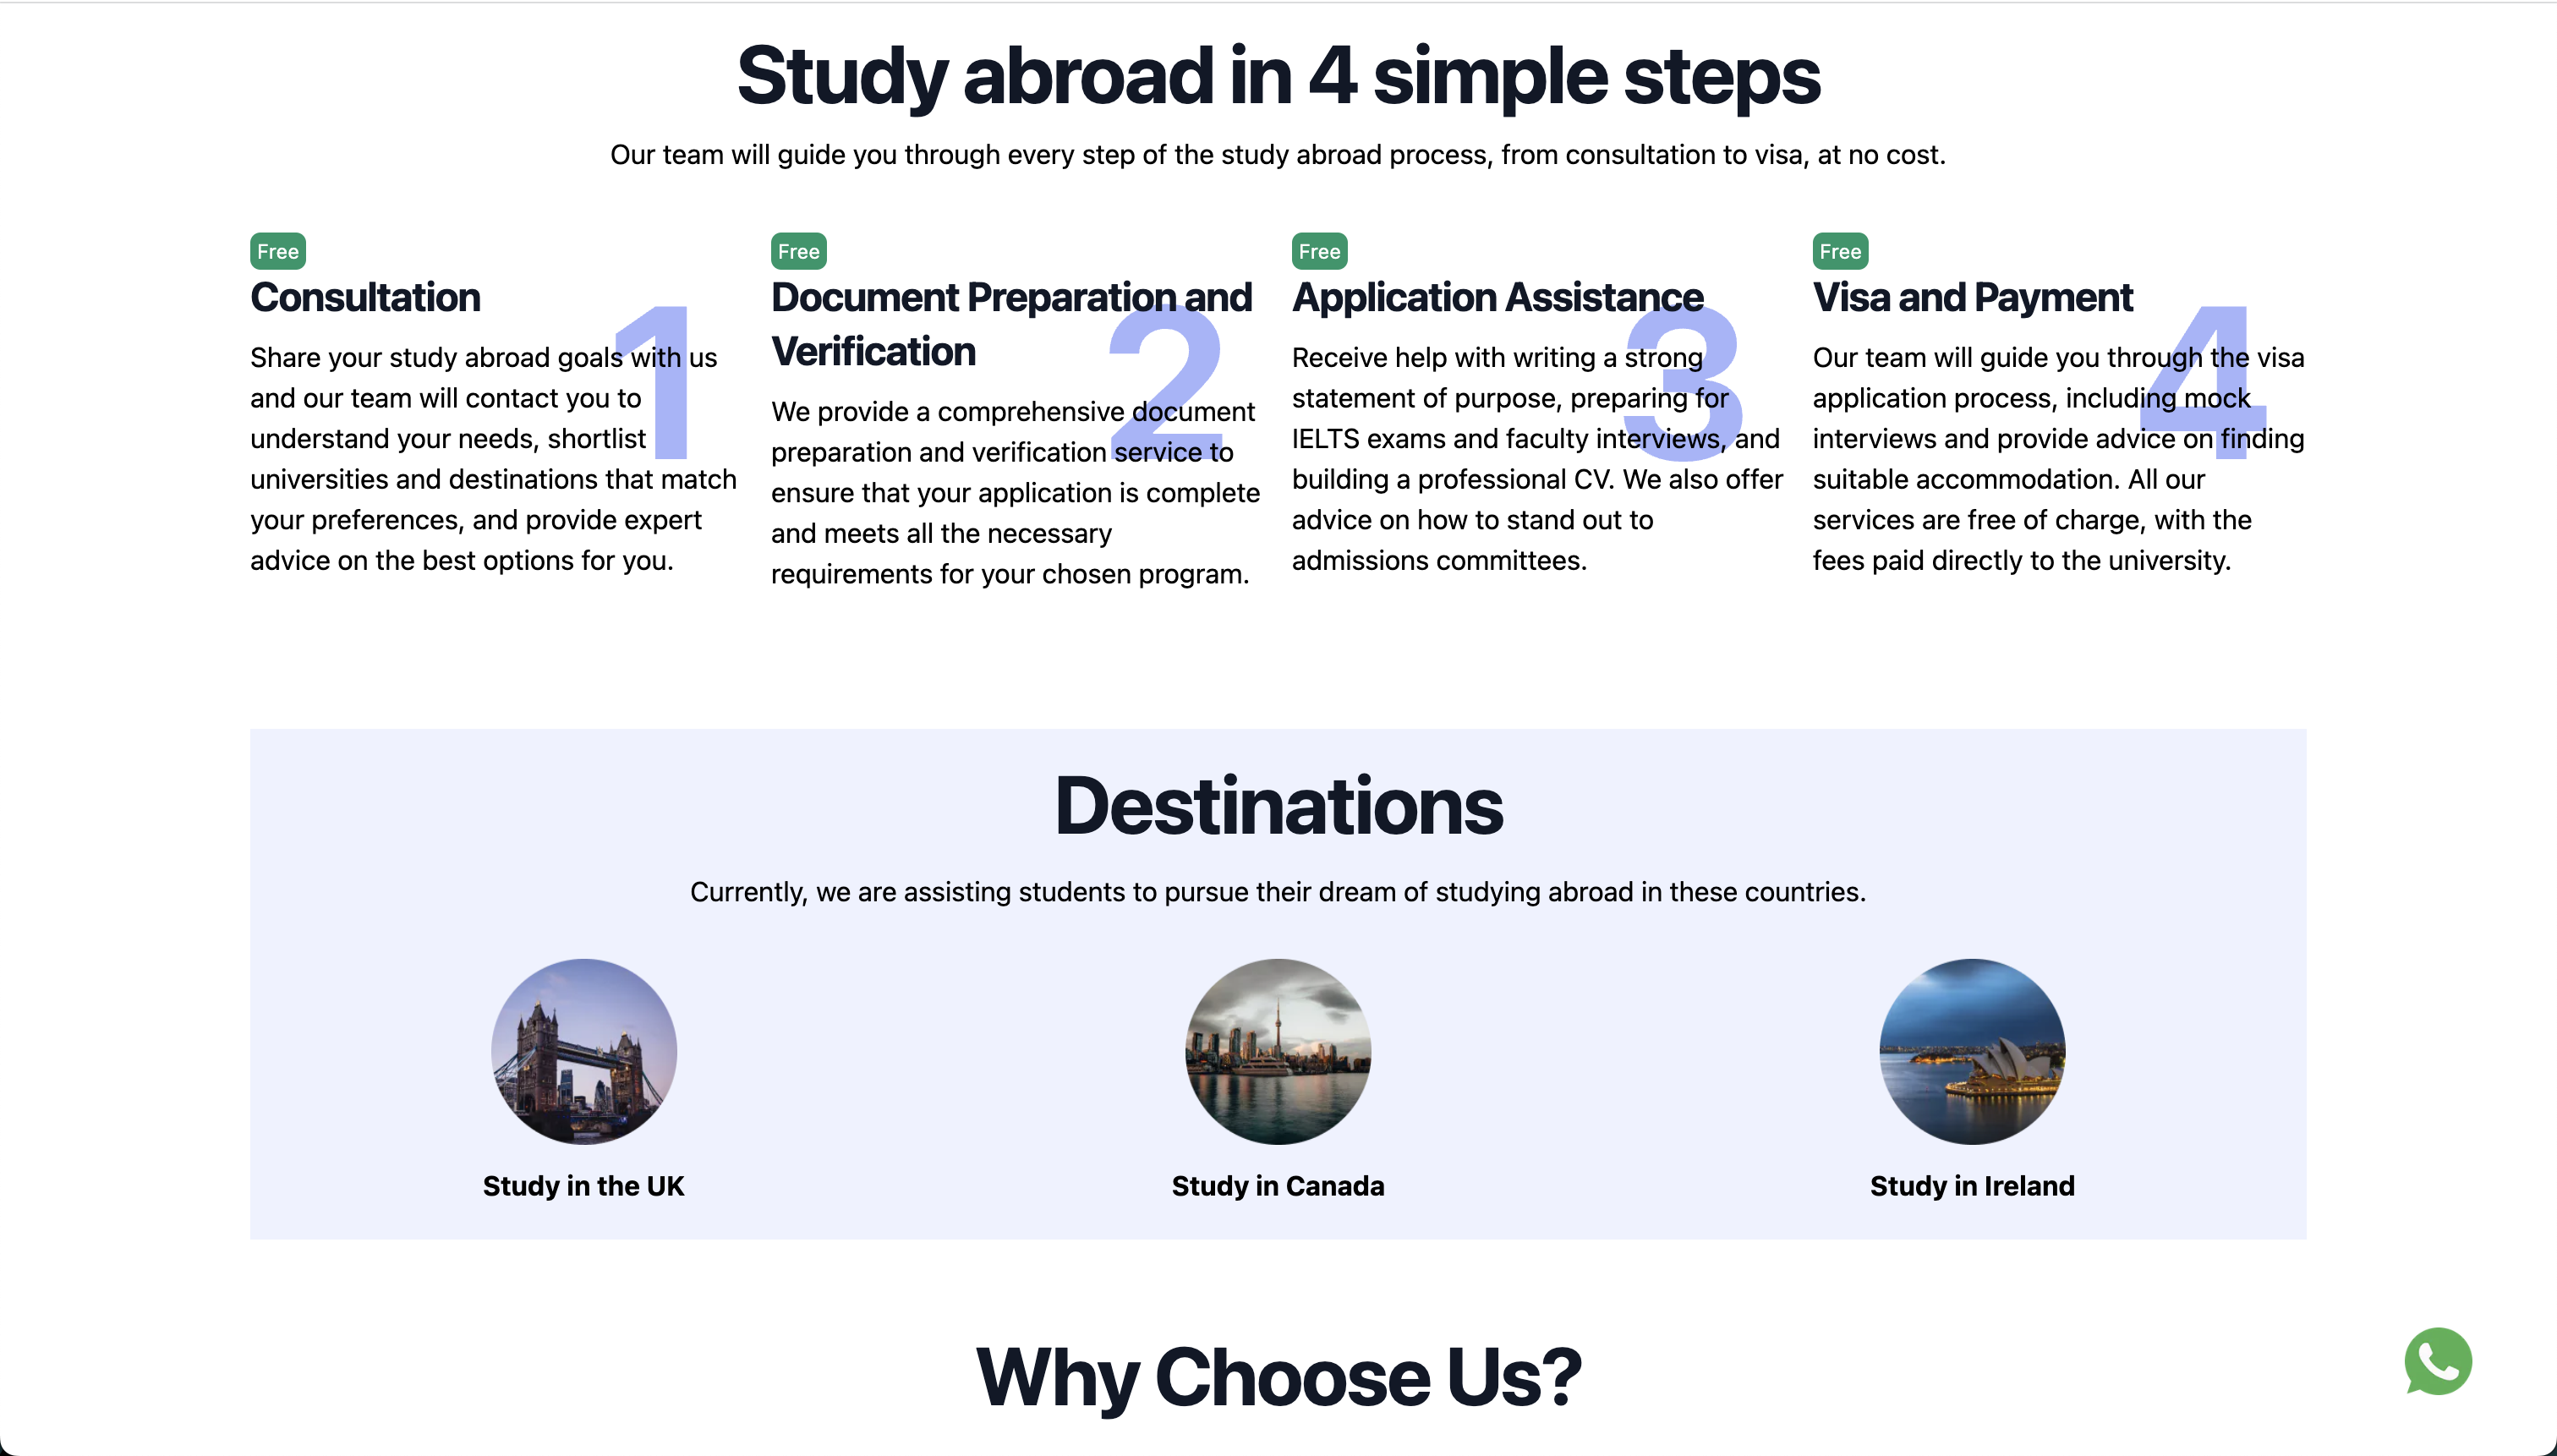 Study abroad in 4 simple steps
Our team will guide you through every step of the study abroad process, from consultation to visa, at no cost.
Free
Consultation
1
Share your study abroad goals with us
and our team will contact you to
understand your needs, shortlist
universities and destinations that match
your preferences, and provide expert
advice on the best options for you.
Free
Document Preparation and
Verification
2
We provide a comprehensive document
preparation and verification service to
ensure that your application is complete
and meets all the necessary
requirements for your chosen program.
Free
Application Assistance
3
Receive help with writing a strong
statement of purpose, preparing for
IELTS exams and faculty interviews, and
building a professional CV. We also offer
advice on how to stand out to
admissions committees.
Free
Visa and Payment
4
Our team will guide you through the visa
application process, including mock
interviews and provide advice on finding
suitable accommodation. All our
services are free of charge, with the
fees paid directly to the university.
Destinations
Currently, we are assisting students to pursue their dream of studying abroad in these countries.
Study in the UK
Study in Canada
Study in Ireland
Why Choose Us?